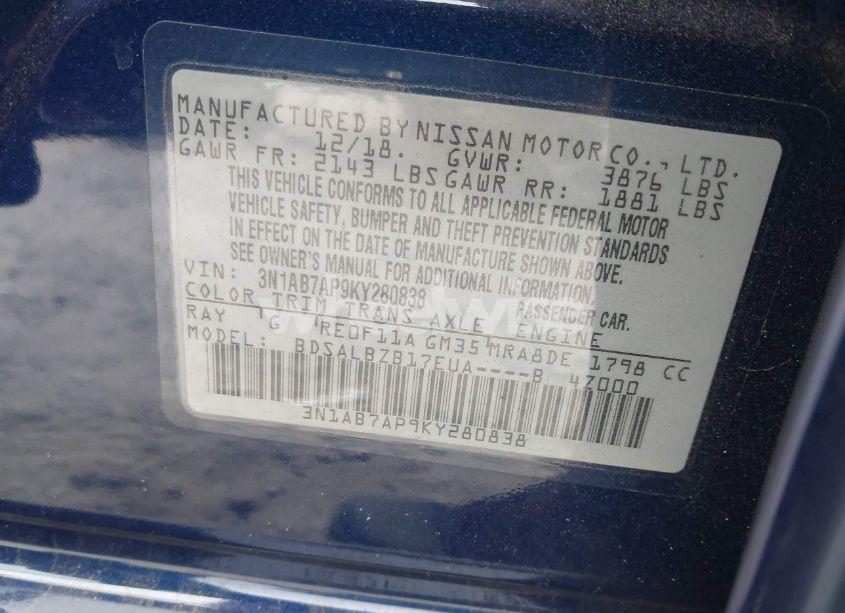 MANUFACTURED BY NISSAN MOTOR CO., LTD.
DATE: 12/18. GVWR: 3876 LBS
GAWR FR: 2143 LBS GAWR RR: 1881 LBS
THIS VEHICLE CONFORMS TO ALL APPLICABLE FEDERAL MOTOR
VEHICLE SAFETY, BUMPER AND THEFT PREVENTION STANDARDS
IN EFFECT ON THE DATE OF MANUFACTURE SHOWN ABOVE.
SEE OWNER'S MANUAL FOR ADDITIONAL INFORMATION.
VIN: 3N1AB7AP9KY280838 PASSENGER CAR.
COLOR TRIM TRANS AXLE ENGINE
RAY G RE0F11A GM35 MRA8DE 1798 CC
MODEL: BDSALBZB17EUA----B 47000
3N1AB7AP9KY280838